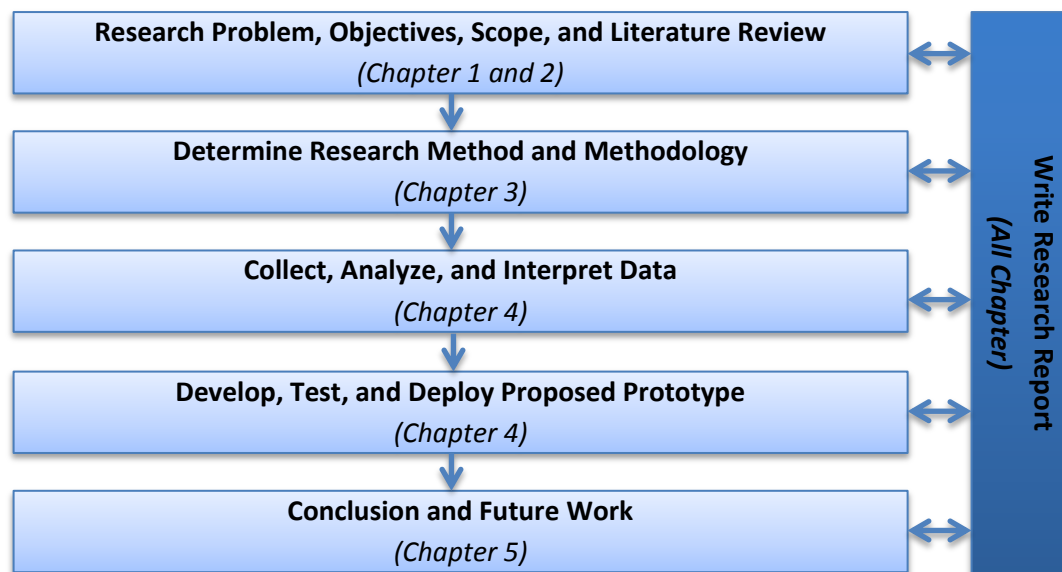 Research Problem, Objectives, Scope, and Literature Review
(Chapter 1 and 2)
Determine Research Method and Methodology
(Chapter 3)
Collect, Analyze, and Interpret Data
(Chapter 4)
Develop, Test, and Deploy Proposed Prototype
(Chapter 4)
Conclusion and Future Work
(Chapter 5)
Write Research Report
(All Chapter)